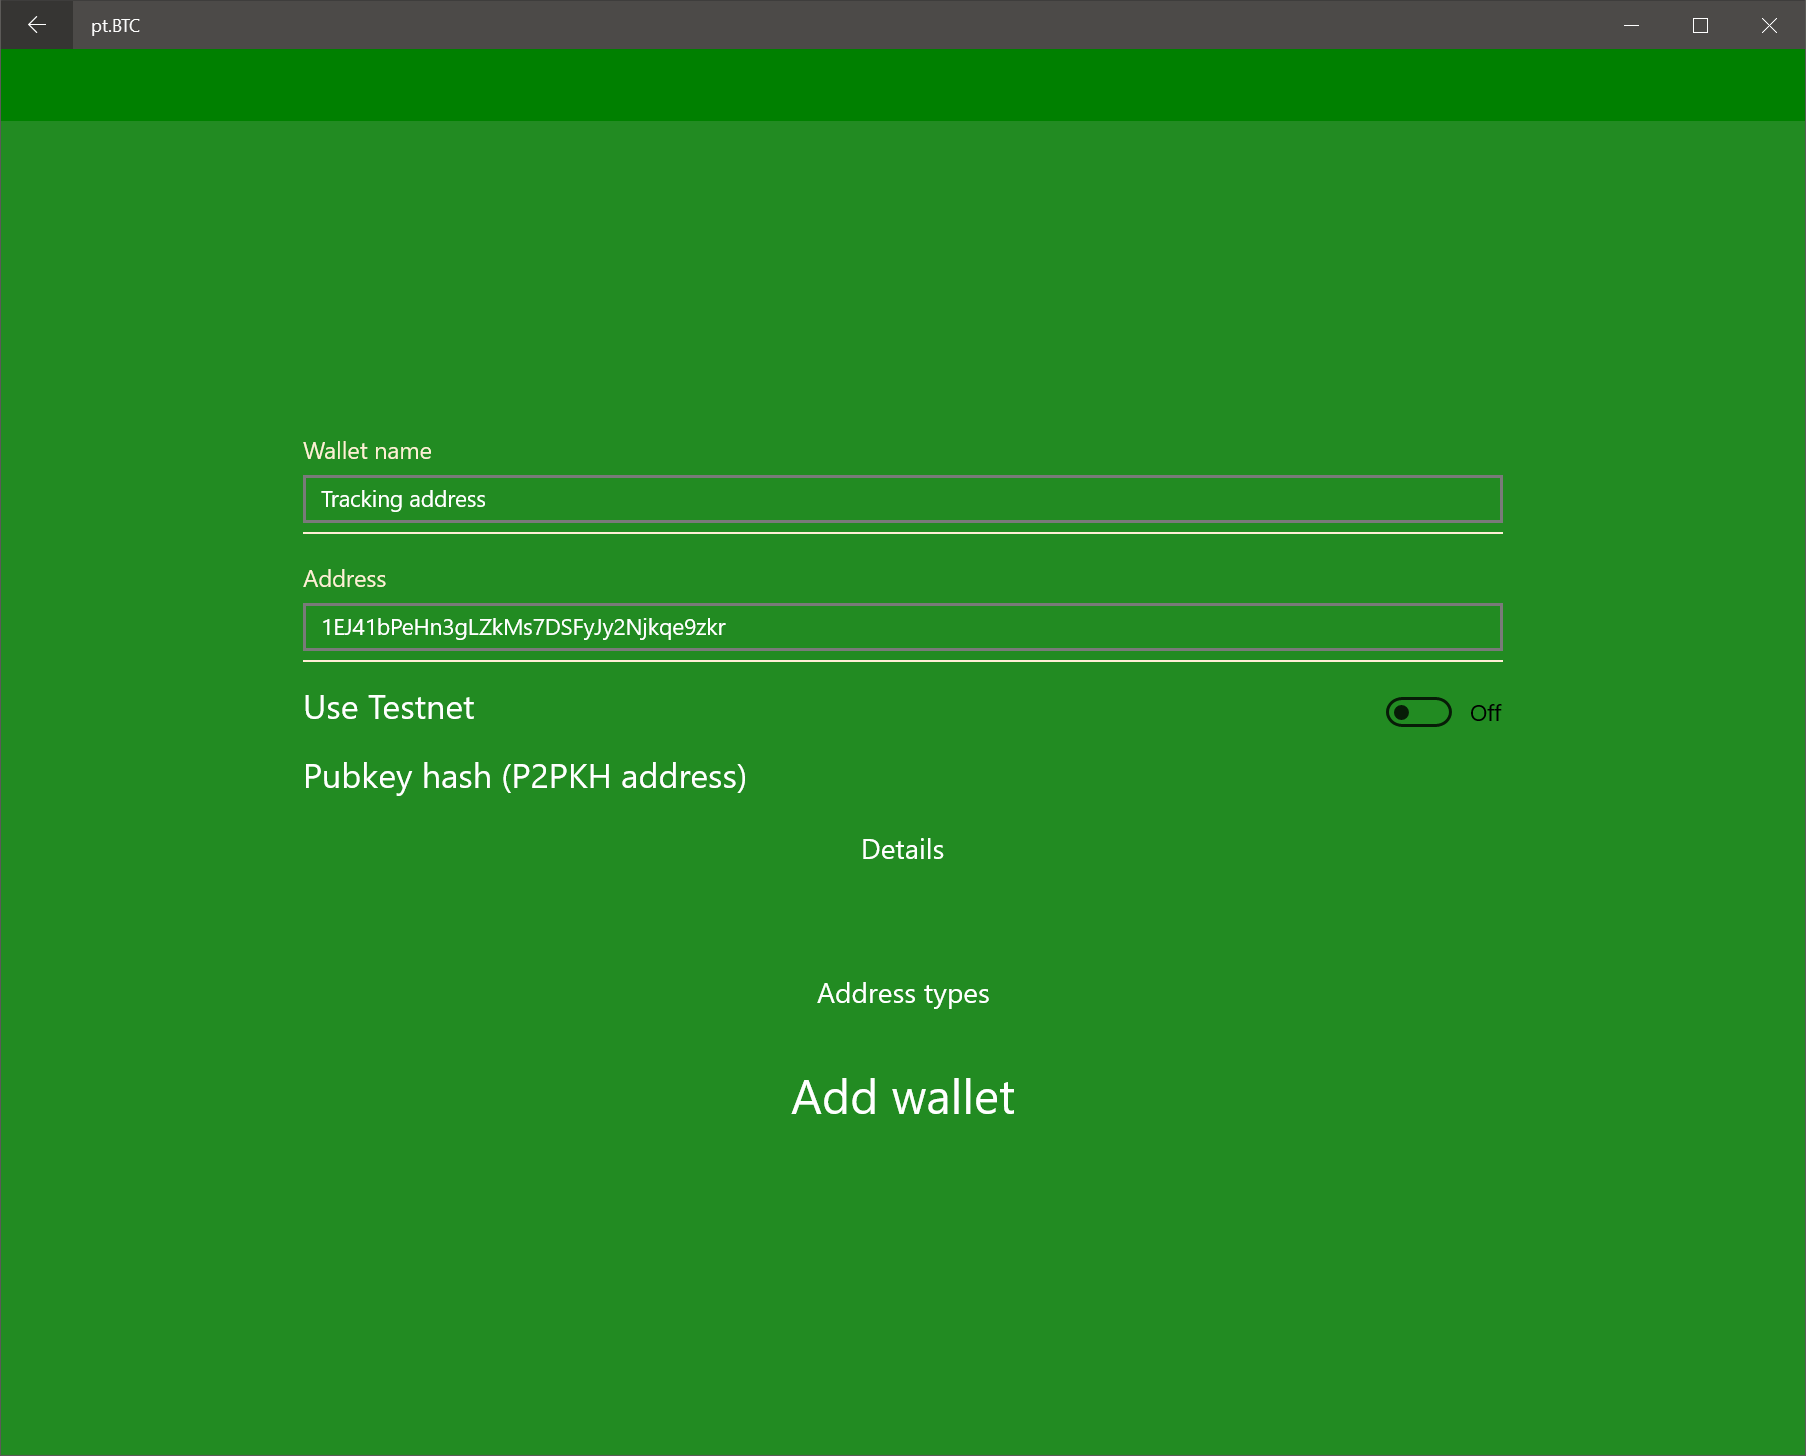 pt.BTC
Wallet name
Tracking address
Address
1EJ41bPeHn3gLZkMs7DSFyJy2Njkqe9zkr
Use Testnet
Off
Pubkey hash (P2PKH address)
Details
Address types
Add wallet